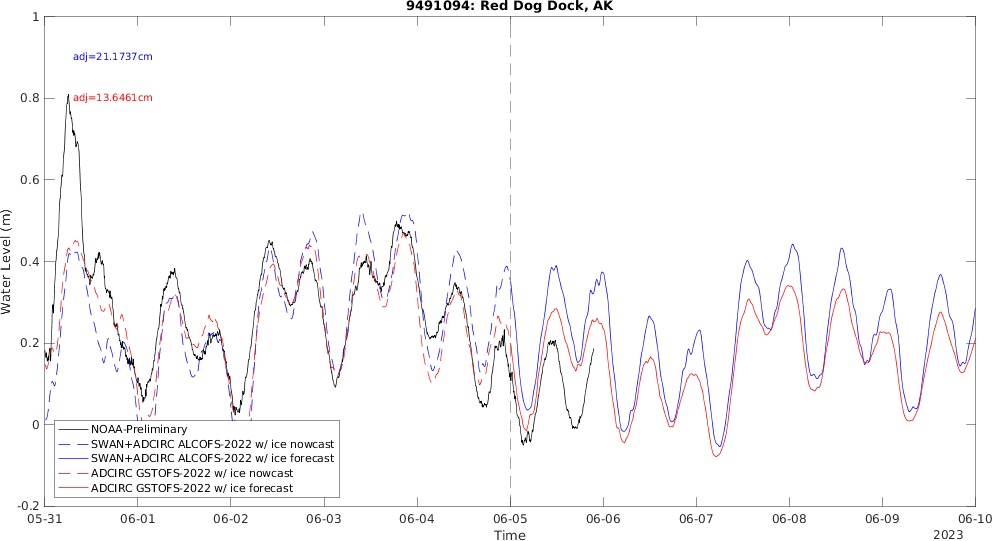 9491094: Red Dog Dock, AK
adj=21.1737cm
adj=13.6461cm
Water Level (m)
1
0.8
0.6
0.4
0.2
0
-0.2
NOAA-Preliminary
SWAN+ADCIRC ALCOFS-2022 w/ ice nowcast
SWAN+ADCIRC ALCOFS-2022 w/ ice forecast
ADCIRC GSTOFS-2022 w/ ice nowcast
ADCIRC GSTOFS-2022 w/ ice forecast
05-31 06-01 06-02 06-03 06-04 06-05 06-06 06-07 06-08 06-09 06-10
Time
2023